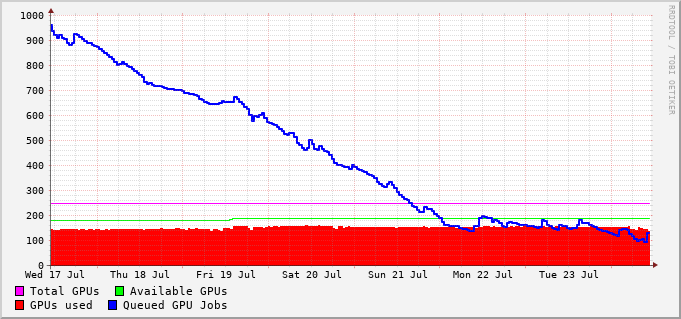 1000
900
800
700
600
500
400
300
200
100
0
Wed 17 Jul Thu 18 Jul Fri 19 Jul Sat 20 Jul Sun 21 Jul Mon 22 Jul Tue 23 Jul
Total GPUs Available GPUs
GPUs used Queued GPU Jobs
RRDTOOL / TOBI OETIKER